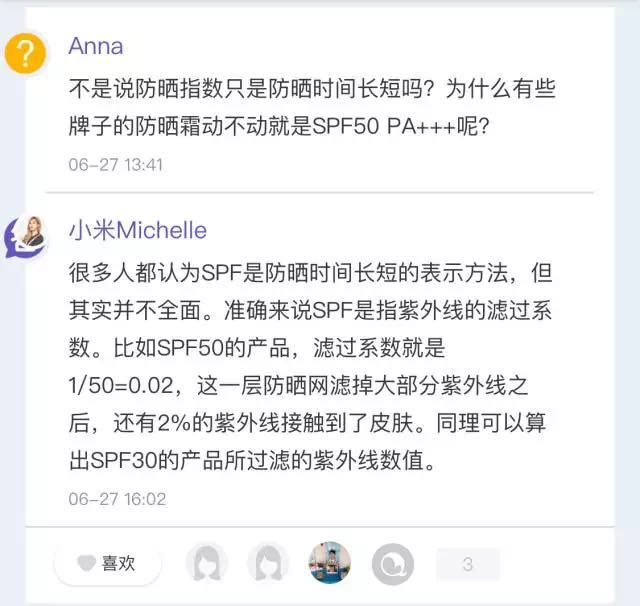 Anna
不是说防晒指数只是防晒时间长短吗？为什么有些
牌子的防晒霜动不动就是SPF50 PA+++呢？
06-27 13:41
小米Michelle
很多人都认为SPF是防晒时间长短的表示方法，但
其实并不全面。准确来说SPF是指紫外线的滤过系
数。比如SPF50的产品，滤过系数就是
1/50=0.02，这一层防晒网滤掉大部分紫外线之
后，还有2%的紫外线接触到了皮肤。同理可以算
出SPF30的产品所过滤的紫外线数值。
06-27 16:02
喜欢
3